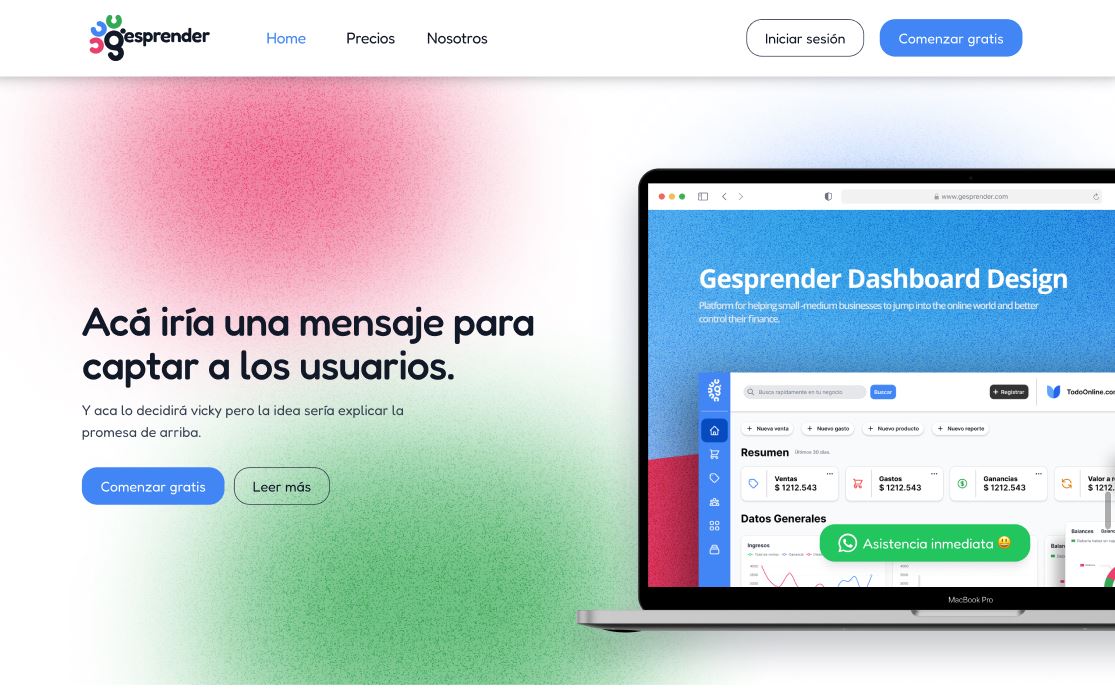 gesprender
Home
Precios
Nosotros
Iniciar sesión
Comenzar gratis
Acá iría una mensaje para
captar a los usuarios.
Y aca lo decidirá vicky pero la idea sería explicar la
promesa de arriba.
Comenzar gratis
Leer más
www.gesprender.com
Gesprender Dashboard Design
Platform for helping small -medium businesses to jump into the online world and better
control their finance.
Busca rapidamente en tu negocio.
Buscar
+ Registrar
TodoOnline.com
+ Nueva venta
+ Nuevo gasto
+ Nuevo producto
+ Nuevo reporte
Resumen
Últimos 30 días.
Ventas
$ 1212.543
Gastos
$ 1212.543
Ganancias
$ 1212.543
Valor a
$ 1212.
Datos Generales
Ingresos
Asistencia inmediata 😃
Balances
MacBook Pro